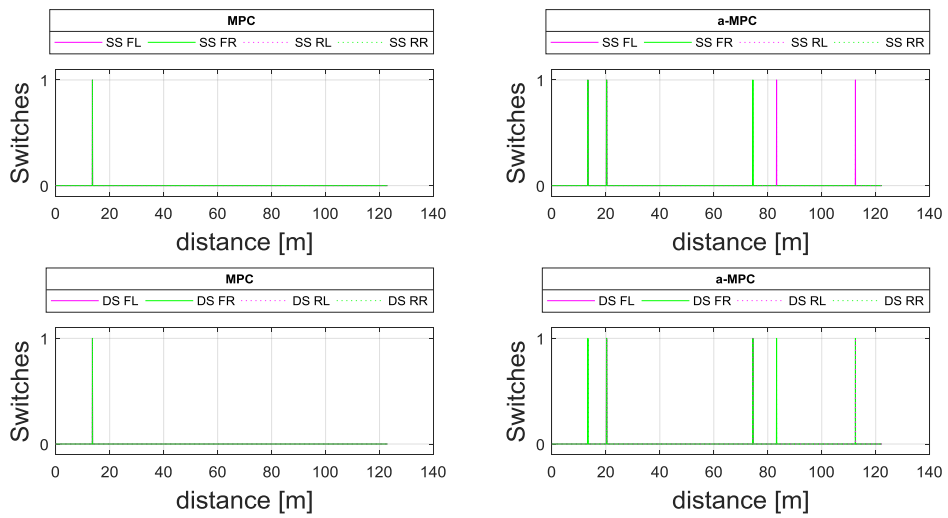 MPC
SS FL SS FR SS RL SS RR
1
0
Switches
0 20 40 60 80 100 120 140
distance [m]
a-MPC
SS FL SS FR SS RL SS RR
1
0
Switches
0 20 40 60 80 100 120 140
distance [m]
MPC
DS FL DS FR DS RL DS RR
1
0
Switches
0 20 40 60 80 100 120 140
distance [m]
a-MPC
DS FL DS FR DS RL DS RR
1
0
Switches
0 20 40 60 80 100 120 140
distance [m]